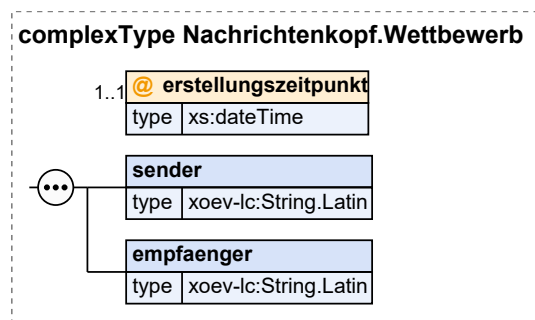 complexType Nachrichtenkopf.Wettbewerb
1..1 @ erstellungszeitpunkt
type xs:dateTime
sender
type xoev-lc:String.Latin
empfaenger
type xoev-lc:String.Latin